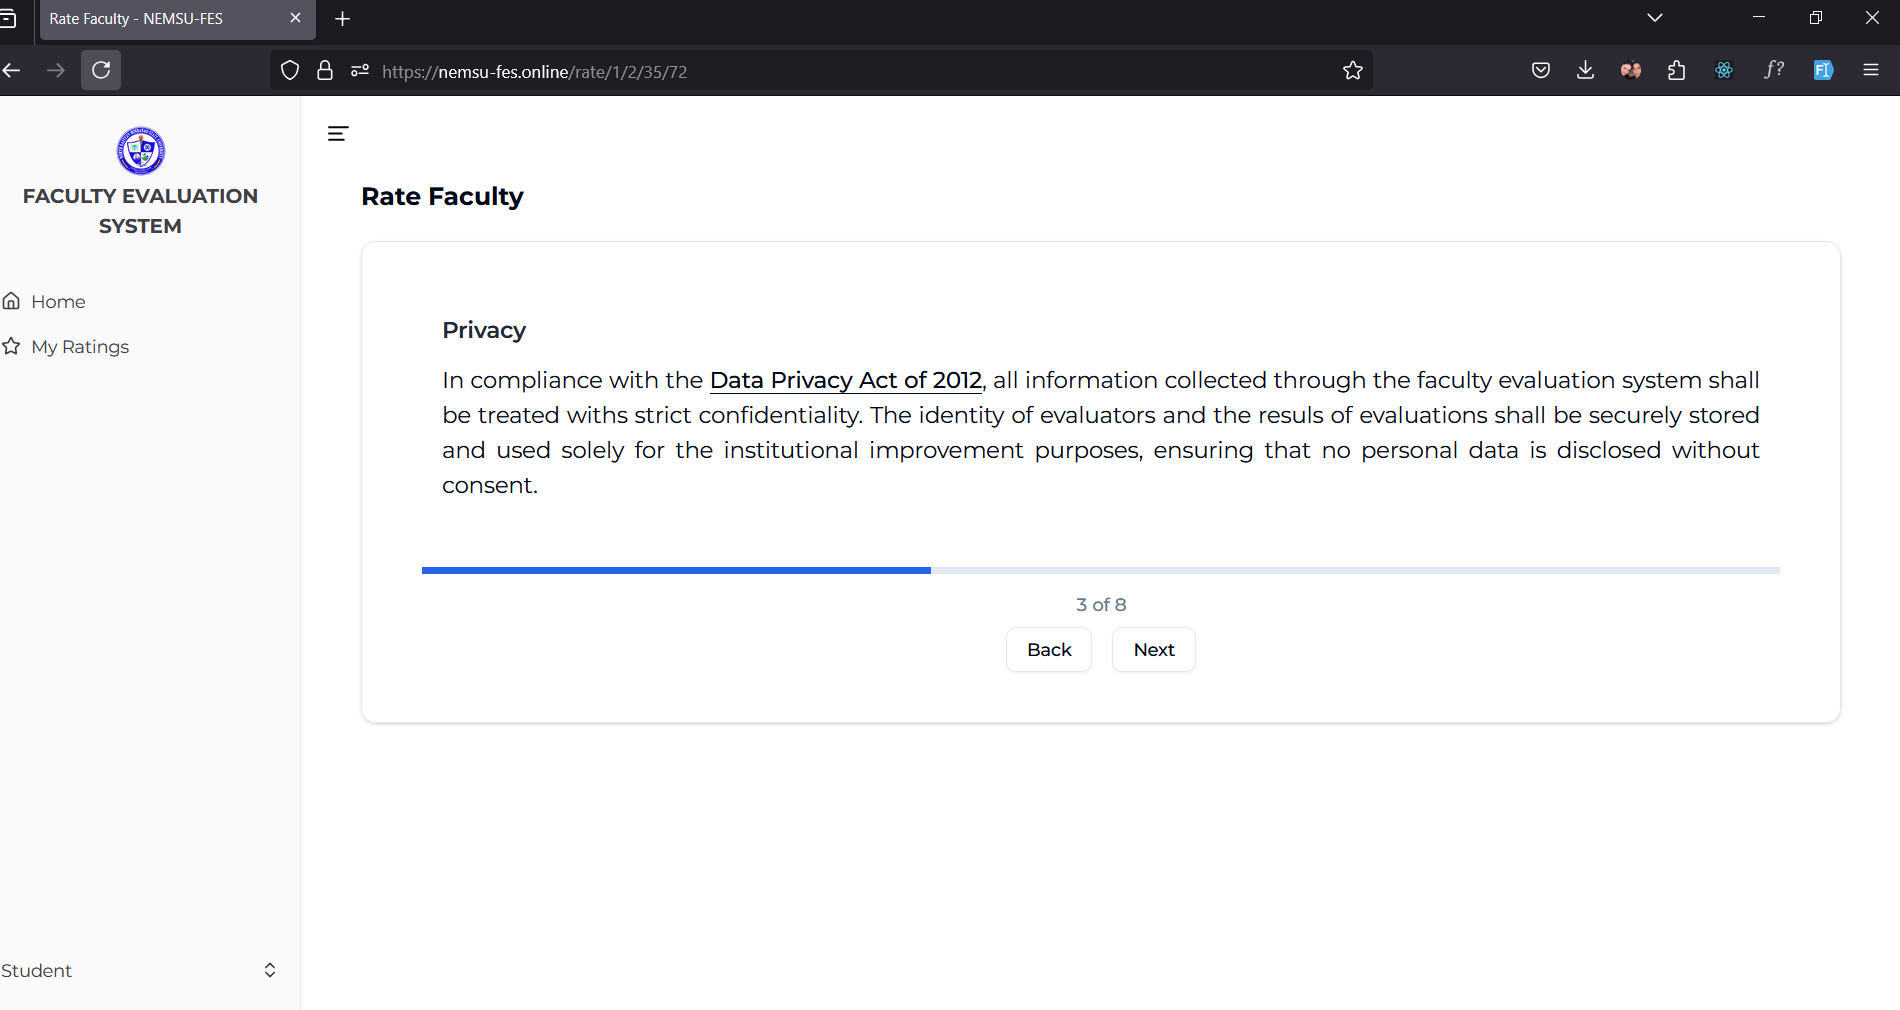 Rate Faculty - NEMSU-FES
https://nemsu-fes.online/rate/1/2/35/72
f?
FI
FACULTY EVALUATION
SYSTEM
Home
My Ratings
Student
Rate Faculty
Privacy
In compliance with the Data Privacy Act of 2012, all information collected through the faculty evaluation system shall
be treated withs strict confidentiality. The identity of evaluators and the resuls of evaluations shall be securely stored
and used solely for the institutional improvement purposes, ensuring that no personal data is disclosed without
consent.
3 of 8
Back
Next